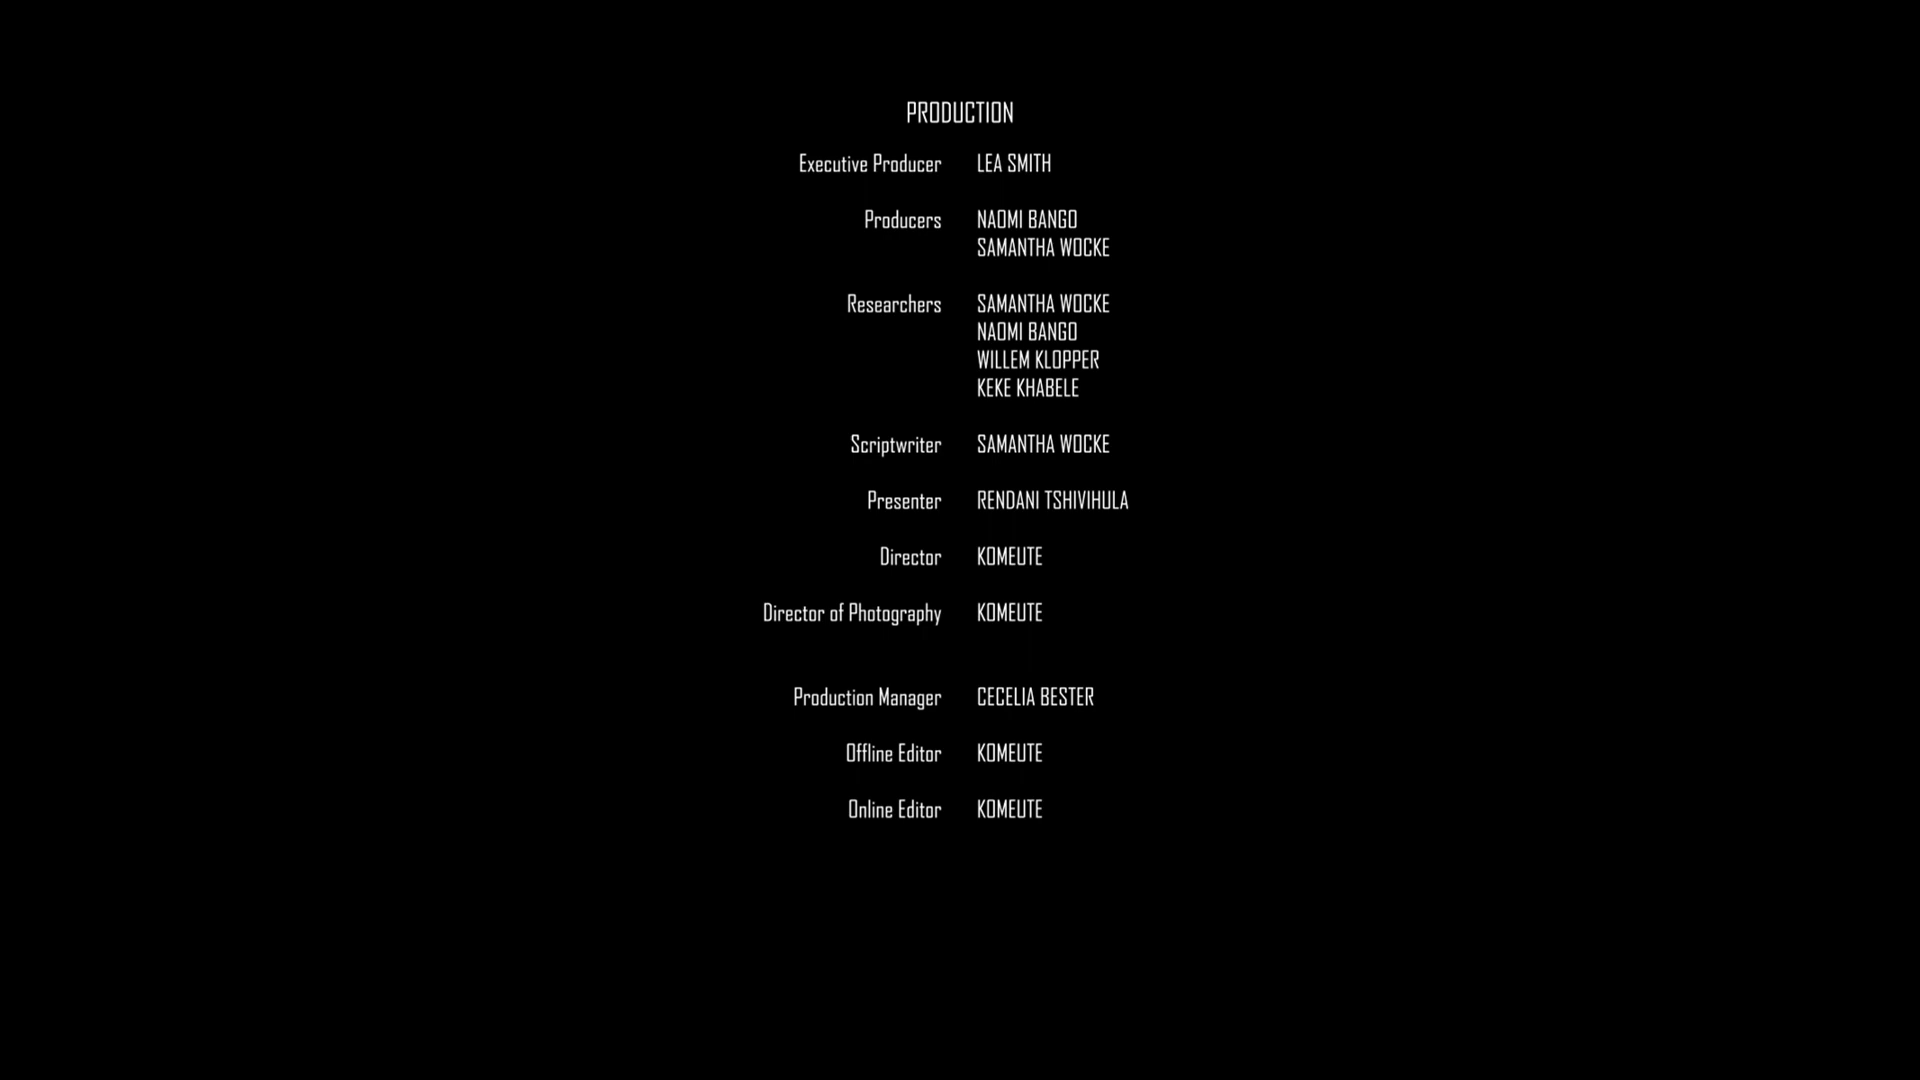 PRODUCTION
Executive Producer LEA SMITH
Producers NAOMI BANGO
SAMANTHA WOCKE
Researchers SAMANTHA WOCKE
NAOMI BANGO
WILLEM KLOPPER
KEKE KHABELE
Scriptwriter SAMANTHA WOCKE
Presenter RENDANI TSHIVIHULA
Director KOMEUTE
Director of Photography KOMEUTE
Production Manager CECELIA BESTER
Offline Editor KOMEUTE
Online Editor KOMEUTE